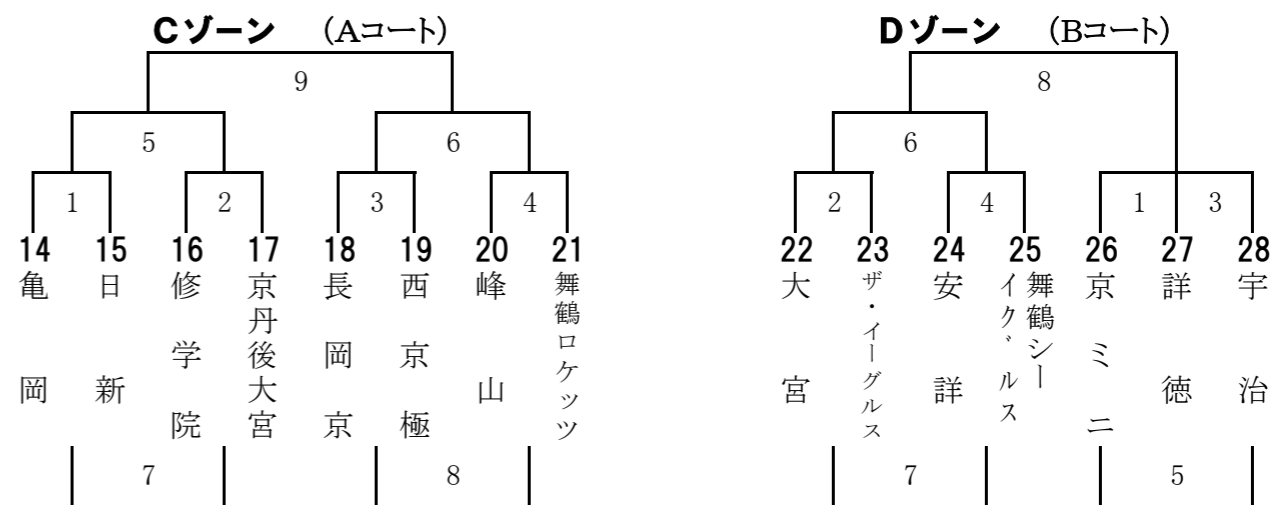 Cゾーン （Aコート）
9
5 6
1 2 3 4
14 15 16 17 18 19 20 21
亀岡
日新
修学院
京丹後大宮
長岡京
西京極
峰山
舞鶴ロケッツ
7 8
Dゾーン （Bコート）
8
6
2 4 1 3
22 23 24 25 26 27 28
大宮
ザ・イーグルス
安詳
舞鶴シー
イグルス
京ミニ
詳徳
宇治
7 5